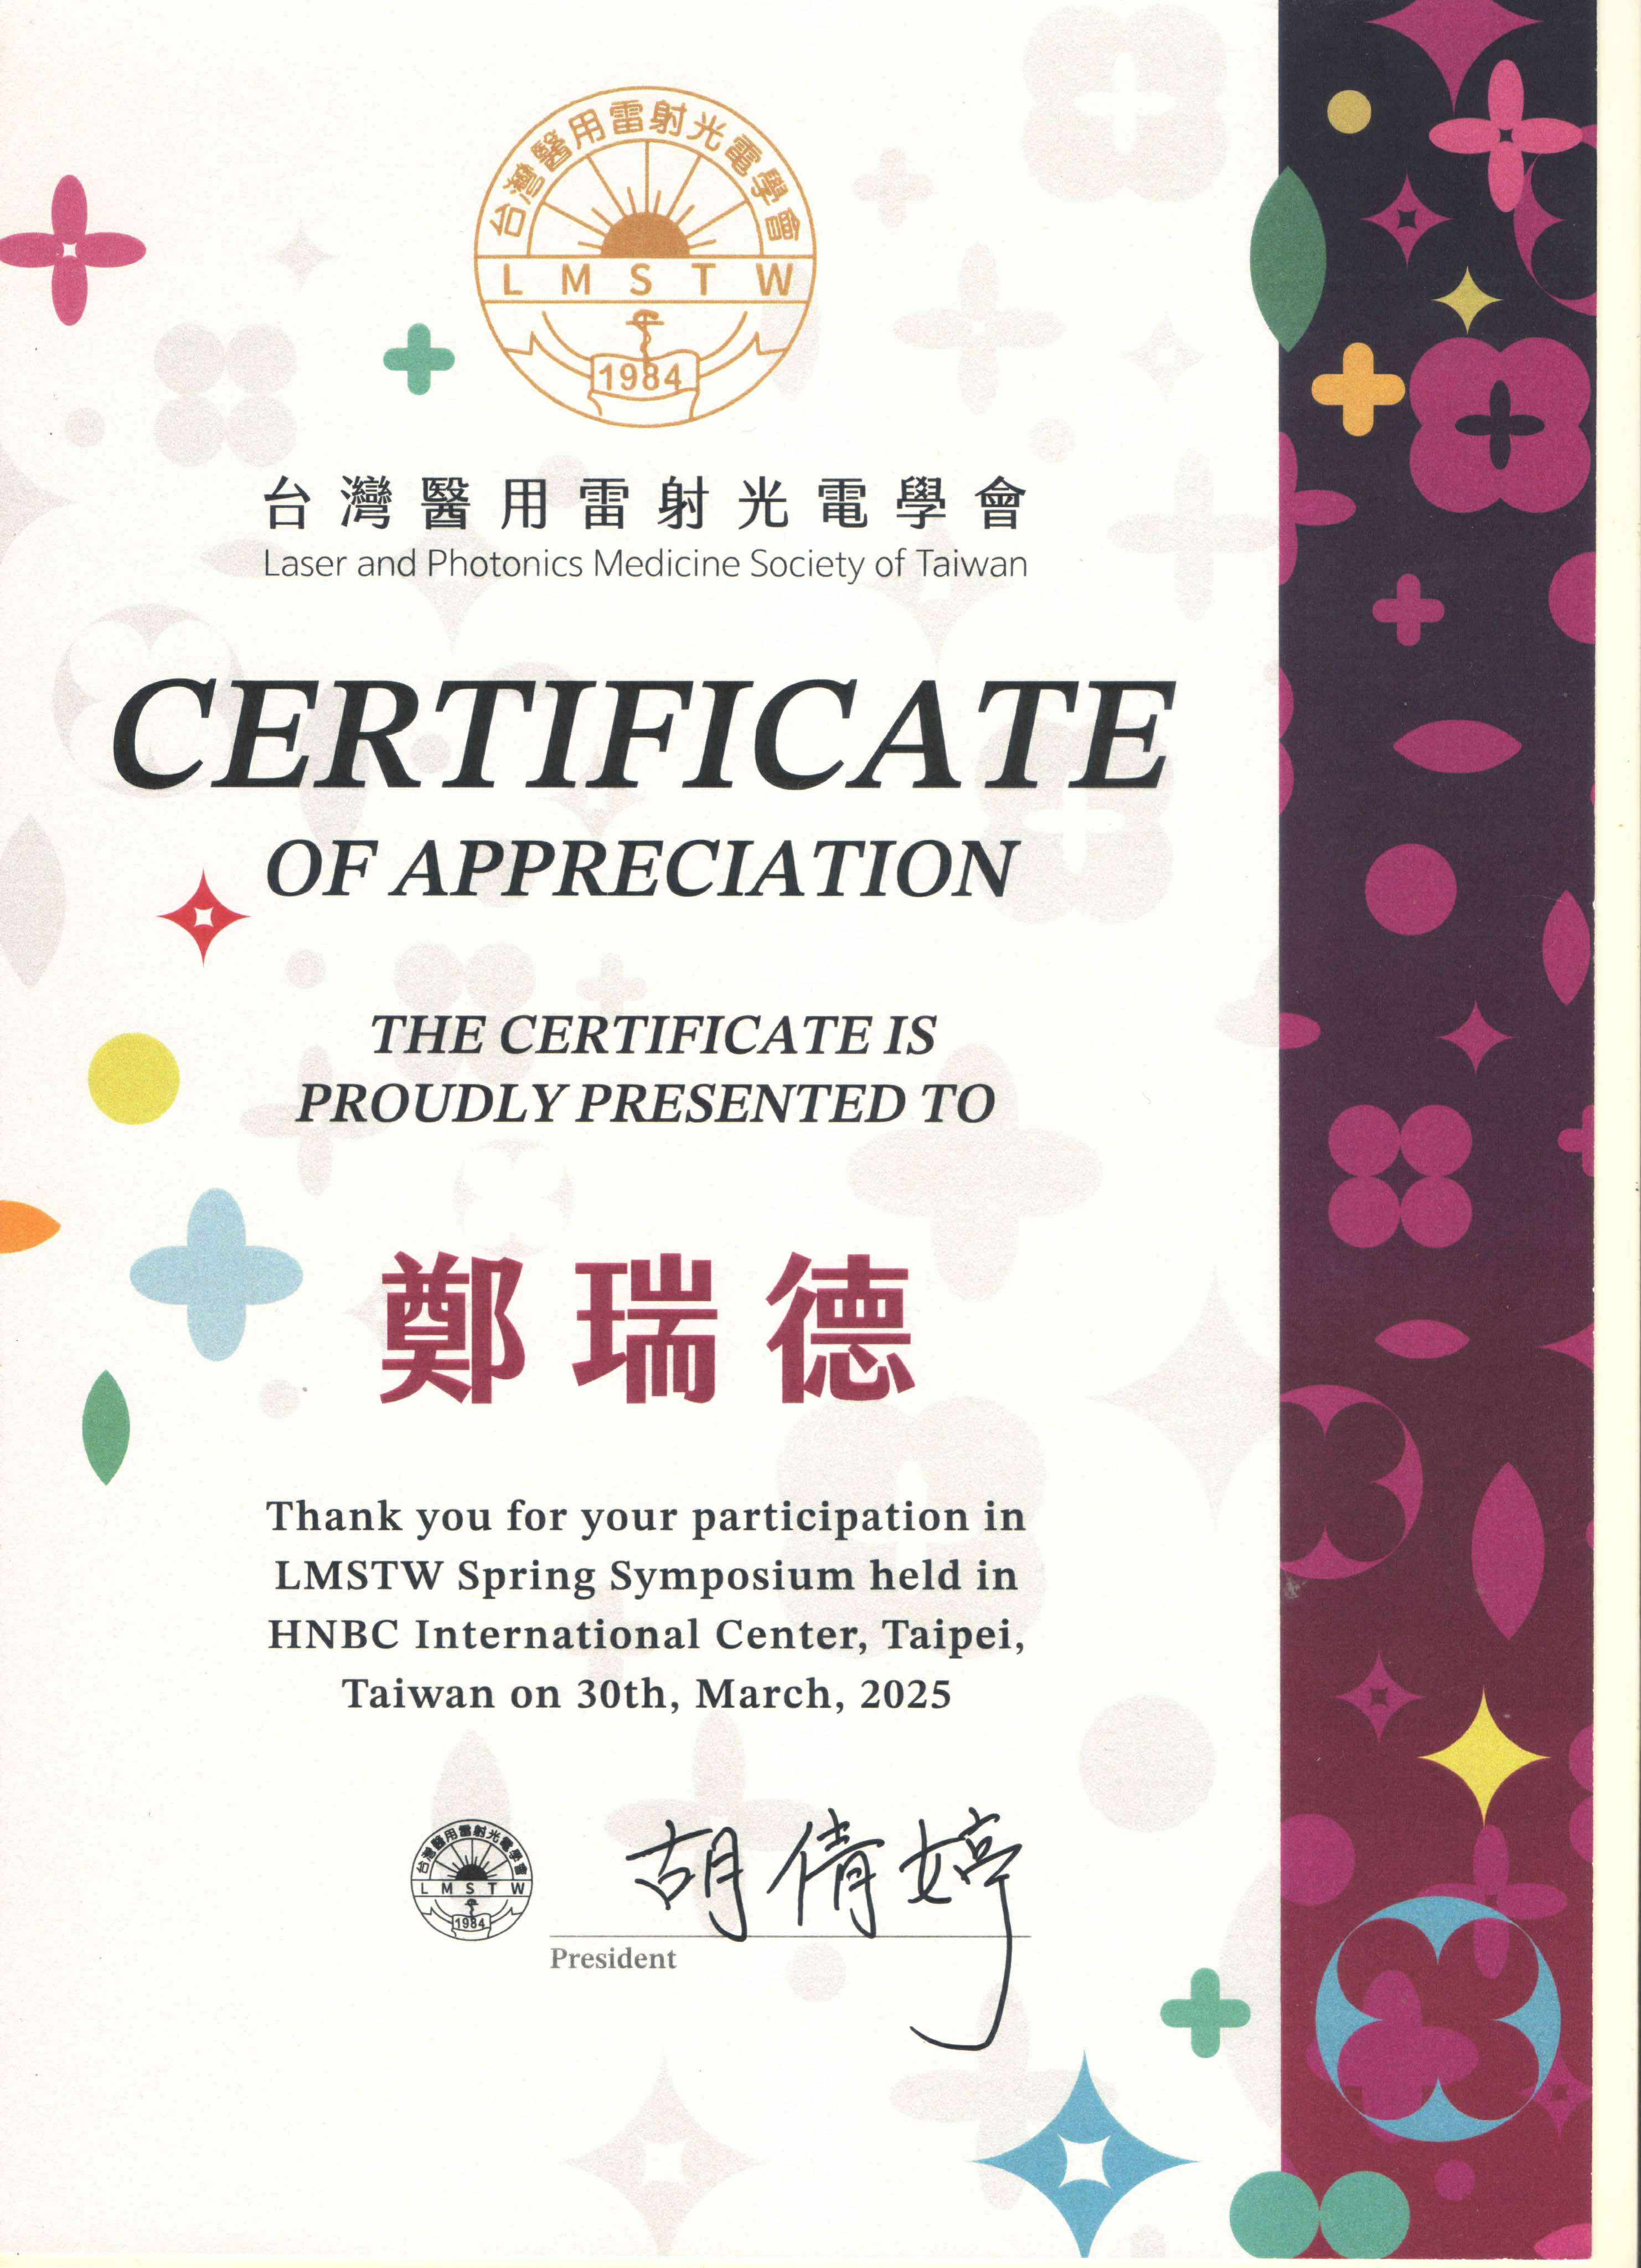 台灣醫用雷射光電學會
L M S T W
1984
台灣醫用雷射光電學會
Laser and Photonics Medicine Society of Taiwan
CERTIFICATE
OF APPRECIATION
THE CERTIFICATE IS
PROUDLY PRESENTED TO
鄭瑞德
Thank you for your participation in
LMSTW Spring Symposium held in
HNBC International Center, Taipei,
Taiwan on 30th, March, 2025
台灣醫用雷射光電學會
L M S T W
1984
胡倩婷
President